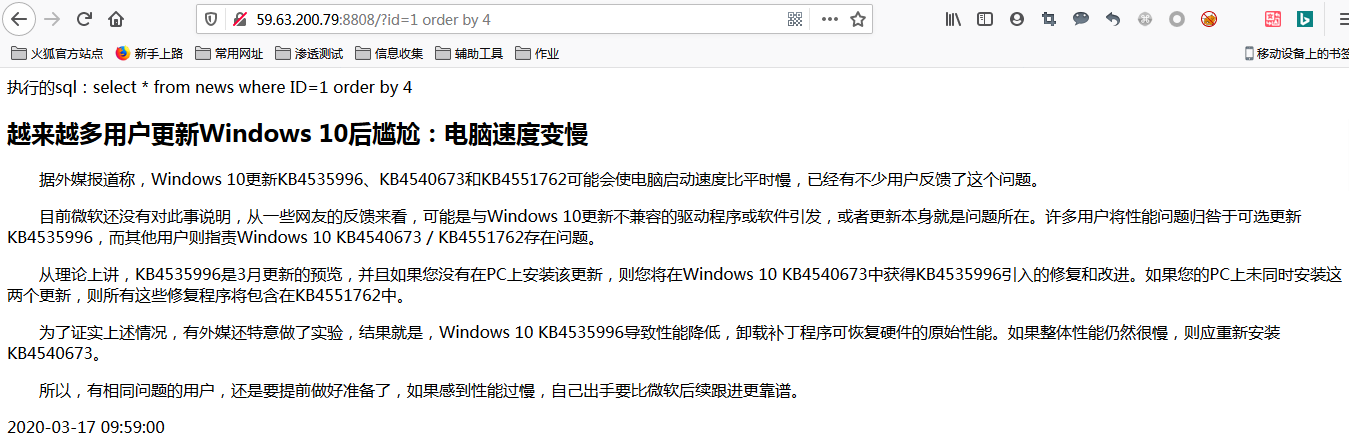 59.63.200.79:8808/?id=1 order by 4
火狐官方站点 新手上路 常用网址 渗透测试 信息收集 辅助工具 作业 移动设备上的书签
执行的sql：select * from news where ID=1 order by 4
越来越多用户更新Windows 10后尴尬：电脑速度变慢
据外媒报道称，Windows 10更新KB4535996、KB4540673和KB4551762可能会使电脑启动速度比平时慢，已经有不少用户反馈了这个问题。
目前微软还没有对此事说明，从一些网友的反馈来看，可能是与Windows 10更新不兼容的驱动程序或软件引发，或者更新本身就是问题所在。许多用户将性能问题归咎于可选更新
KB4535996，而其他用户则指责Windows 10 KB4540673 / KB4551762存在问题。
从理论上讲，KB4535996是3月更新的预览，并且如果您没有在PC上安装该更新，则您将在Windows 10 KB4540673中获得KB4535996引入的修复和改进。如果您的PC上未同时安装这
两个更新，则所有这些修复程序将包含在KB4551762中。
为了证实上述情况，有外媒还特意做了实验，结果就是，Windows 10 KB4535996导致性能降低，卸载补丁程序可恢复硬件的原始性能。如果整体性能仍然很慢，则应重新安装
KB4540673。
所以，有相同问题的用户，还是要提前做好准备了，如果感到性能过慢，自己出手要比微软后续跟进更靠谱。
2020-03-17 09:59:00